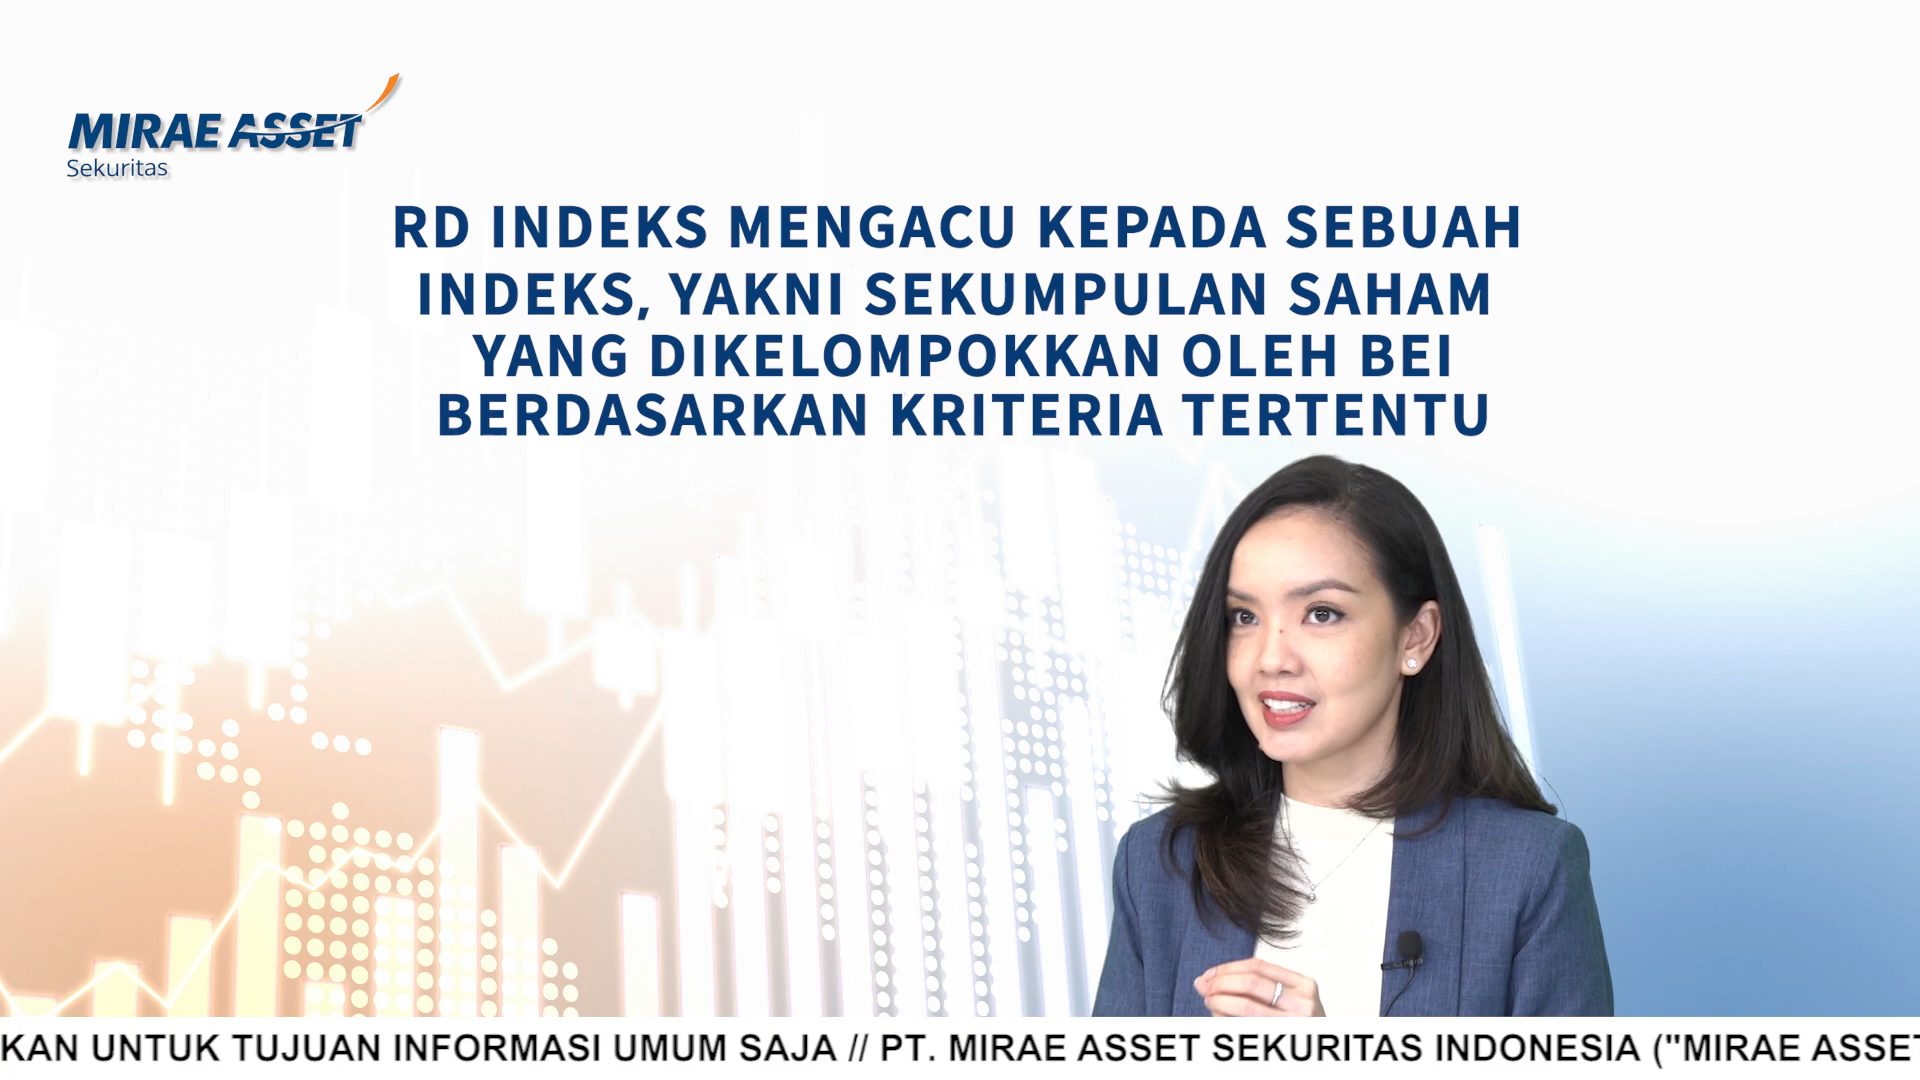 MIRAE ASSET
Sekuritas
RD INDEKS MENGACU KEPADA SEBUAH
INDEKS, YAKNI SEKUMPULAN SAHAM
YANG DIKELOMPOKKAN OLEH BEI
BERDASARKAN KRITERIA TERTENTU
KAN UNTUK TUJUAN INFORMASI UMUM SAJA // PT. MIRAE ASSET SEKURITAS INDONESIA ("MIRAE ASSET